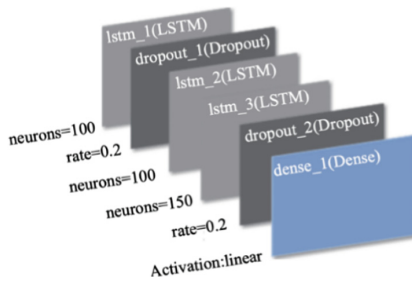 lstm_1(LSTM)
dropout_1(Dropout)
lstm_2(LSTM)
lstm_3(LSTM)
dropout_2(Dropout)
dense_1(Dense)
neurons=100
rate=0.2
neurons=100
neurons=150
rate=0.2
Activation:linear